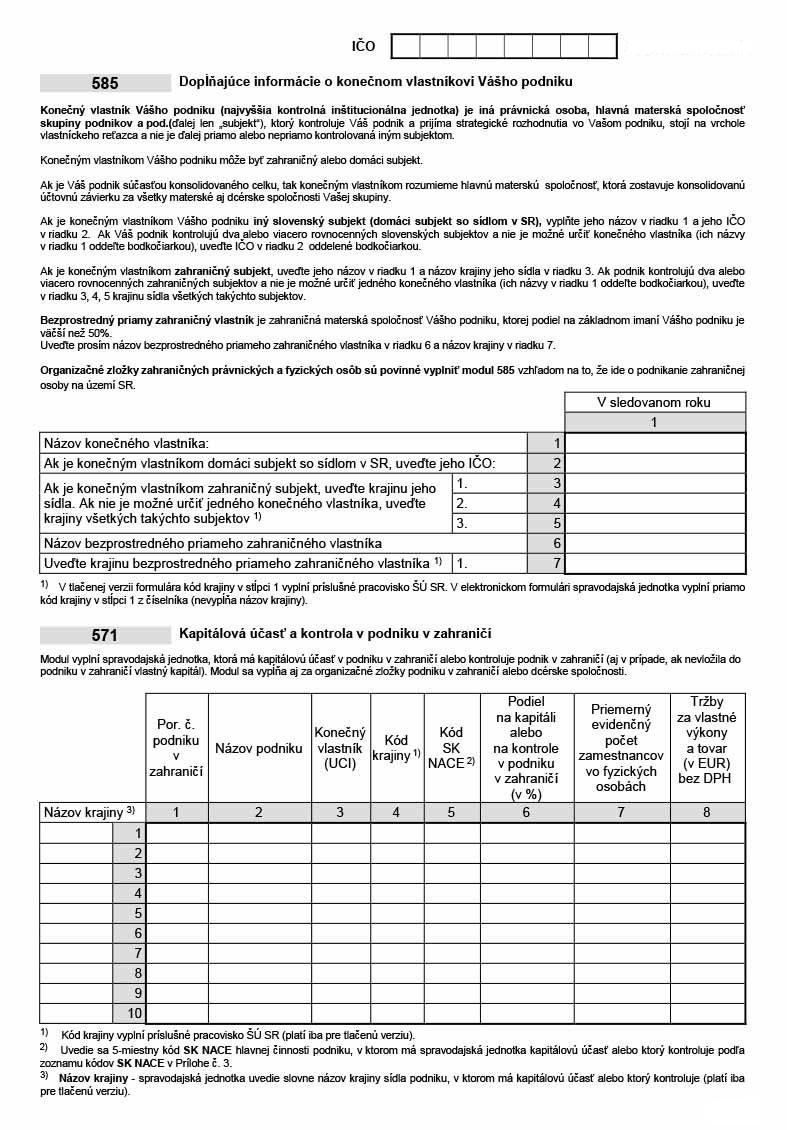 IČO
585 Dopĺňajúce informácie o konečnom vlastníkovi Vášho podniku
Konečný vlastník Vášho podniku (najvyššia kontrolná inštitucionálna jednotka) je iná právnická osoba, hlavná materská spoločnosť
skupiny podnikov a pod.(ďalej len „subjekt“), ktorý kontroluje Váš podnik a prijíma strategické rozhodnutia vo Vašom podniku, stojí na vrchole
vlastníckeho reťazca a nie je ďalej priamo alebo nepriamo kontrolovaná iným subjektom.
Konečným vlastníkom Vášho podniku môže byť zahraničný alebo domáci subjekt.
Ak je Váš podnik súčasťou konsolidovaného celku, tak konečným vlastníkom rozumieme hlavnú materskú spoločnosť, ktorá zostavuje konsolidovanú
účtovnú závierku za všetky materské aj dcérske spoločnosti Vašej skupiny.
Ak je konečným vlastníkom Vášho podniku iný slovenský subjekt (domáci subjekt so sídlom v SR), vyplňte jeho názov v riadku 1 a jeho IČO
v riadku 2. Ak Váš podnik kontrolujú dva alebo viacero rovnocenných slovenských subjektov a nie je možné určiť konečného vlastníka (ich názvy
v riadku 1 oddeľte bodkočiarkou), uveďte IČO v riadku 2 oddelené bodkočiarkou.
Ak je konečným vlastníkom zahraničný subjekt, uveďte jeho názov v riadku 1 a názov krajiny jeho sídla v riadku 3. Ak podnik kontrolujú dva alebo
viacero rovnocenných zahraničných subjektov a nie je možné určiť jedného konečného vlastníka (ich názvy v riadku 1 oddeľte bodkočiarkou), uveďte
v riadku 3, 4, 5 krajinu sídla všetkých takýchto subjektov.
Bezprostredný priamy zahraničný vlastník je zahraničná materská spoločnosť Vášho podniku, ktorej podiel na základnom imaní Vášho podniku je
väčší než 50%.
Uveďte prosím názov bezprostredného priameho zahraničného vlastníka v riadku 6 a názov krajiny v riadku 7.
Organizačné zložky zahraničných právnických a fyzických osôb sú povinné vyplniť modul 585 vzhľadom na to, že ide o podnikanie zahraničnej
osoby na území SR.
V sledovanom roku
1
Názov konečného vlastníka: 1
Ak je konečným vlastníkom domáci subjekt so sídlom v SR, uveďte jeho IČO: 2
Ak je konečným vlastníkom zahraničný subjekt, uveďte krajinu jeho
sídla. Ak nie je možné určiť jedného konečného vlastníka, uveďte
krajiny všetkých takýchto subjektov 1)
1. 3
2. 4
3. 5
Názov bezprostredného priameho zahraničného vlastníka 6
Uveďte krajinu bezprostredného priameho zahraničného vlastníka 1) 1. 7
1) V tlačenej verzii formulára kód krajiny v stĺpci 1 vyplní príslušné pracovisko ŠÚ SR. V elektronickom formulári spravodajská jednotka vyplní priamo
kód krajiny v stĺpci 1 z číselníka (nevypĺňa názov krajiny).
571 Kapitálová účasť a kontrola v podniku v zahraničí
Modul vyplní spravodajská jednotka, ktorá má kapitálovú účasť v podniku v zahraničí alebo kontroluje podnik v zahraničí (aj v prípade, ak nevložila do
podniku v zahraničí vlastný kapitál). Modul sa vypĺňa aj za organizačné zložky podniku v zahraničí alebo dcérske spoločnosti.
Por. č.
podniku
v
zahraničí
Názov podniku
Konečný
vlastník
(UCI)
Kód
krajiny 1)
Kód
SK
NACE 2)
Podiel
na kapitáli
alebo
na kontrole
v podniku
v zahraničí
(v %)
Priemerný
evidenčný
počet
zamestnancov
vo fyzických
osobách
Tržby
za vlastné
výkony
a tovar
(v EUR)
bez DPH
Názov krajiny 3) 1 2 3 4 5 6 7 8
1
2
3
4
5
6
7
8
9
10
1) Kód krajiny vyplní príslušné pracovisko ŠÚ SR (platí iba pre tlačenú verziu).
2) Uvedie sa 5-miestny kód SK NACE hlavnej činnosti podniku, v ktorom má spravodajská jednotka kapitálovú účasť alebo ktorý kontroluje podľa
zoznamu kódov SK NACE v Prílohe č. 3.
3) Názov krajiny - spravodajská jednotka uvedie slovne názov krajiny sídla podniku, v ktorom má kapitálovú účasť alebo ktorý kontroluje (platí iba
pre tlačenú verziu).